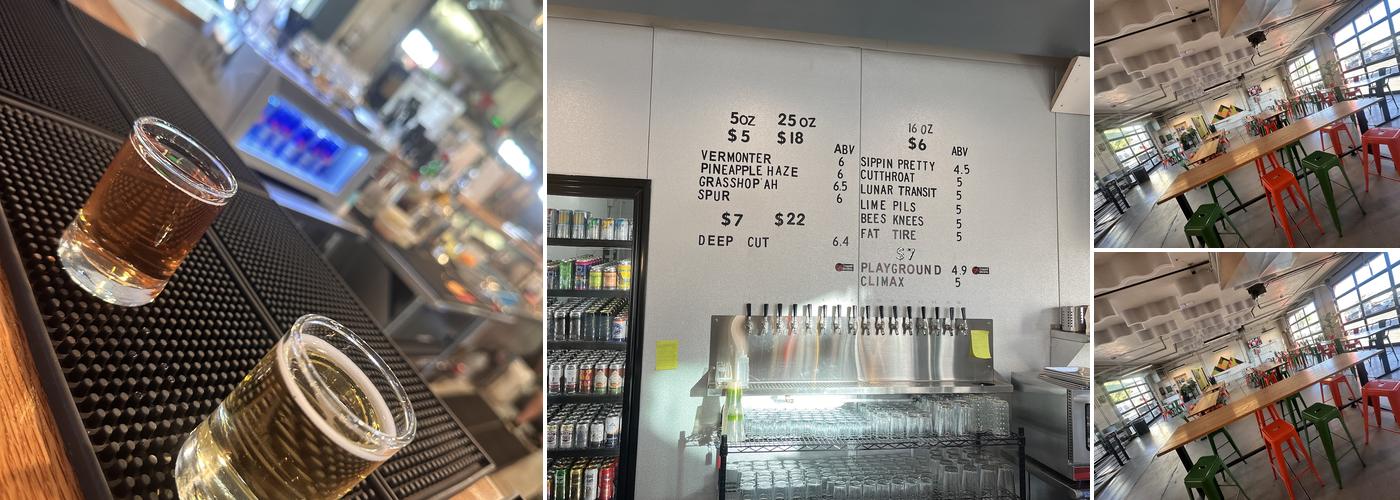 5oz 25oz
$5 $18
ABV
VERMONTER 6
PINEAPPLE HAZE 6
GRASSHOP'AH 6.5
SPUR 6
$7 $22
DEEP CUT 6.4
16 OZ
$6
ABV
SIPPIN PRETTY 4.5
CUTTHROAT 5
LUNAR TRANSIT 5
LIME PILS 5
BEES KNEES 5
FAT TIRE 5
$7
PLAYGROUND 4.9
CLIMAX 5